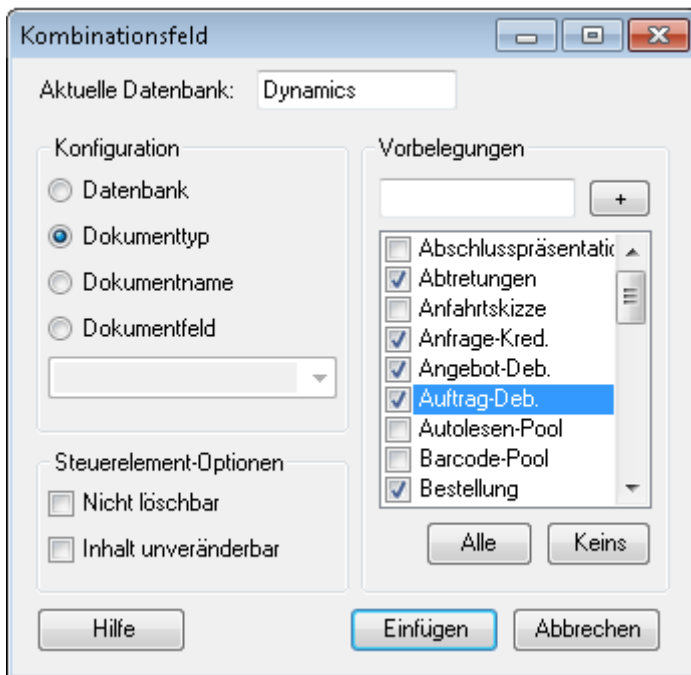 Kombinationsfeld
Aktuelle Datenbank: Dynamics
Konfiguration
Datenbank
Dokumenttyp
Dokumentname
Dokumentfeld
Steuerelement-Optionen
Nicht löschbar
Inhalt unveränderbar
Vorbelegungen
+
Abschlusspräsentatic
Abtretungen
Anfahrtskizze
Anfrage-Kred.
Angebot-Deb.
Auftrag-Deb.
Autolesen-Pool
Barcode-Pool
Bestellung
Alle Keins
Hilfe Einfügen Abbrechen